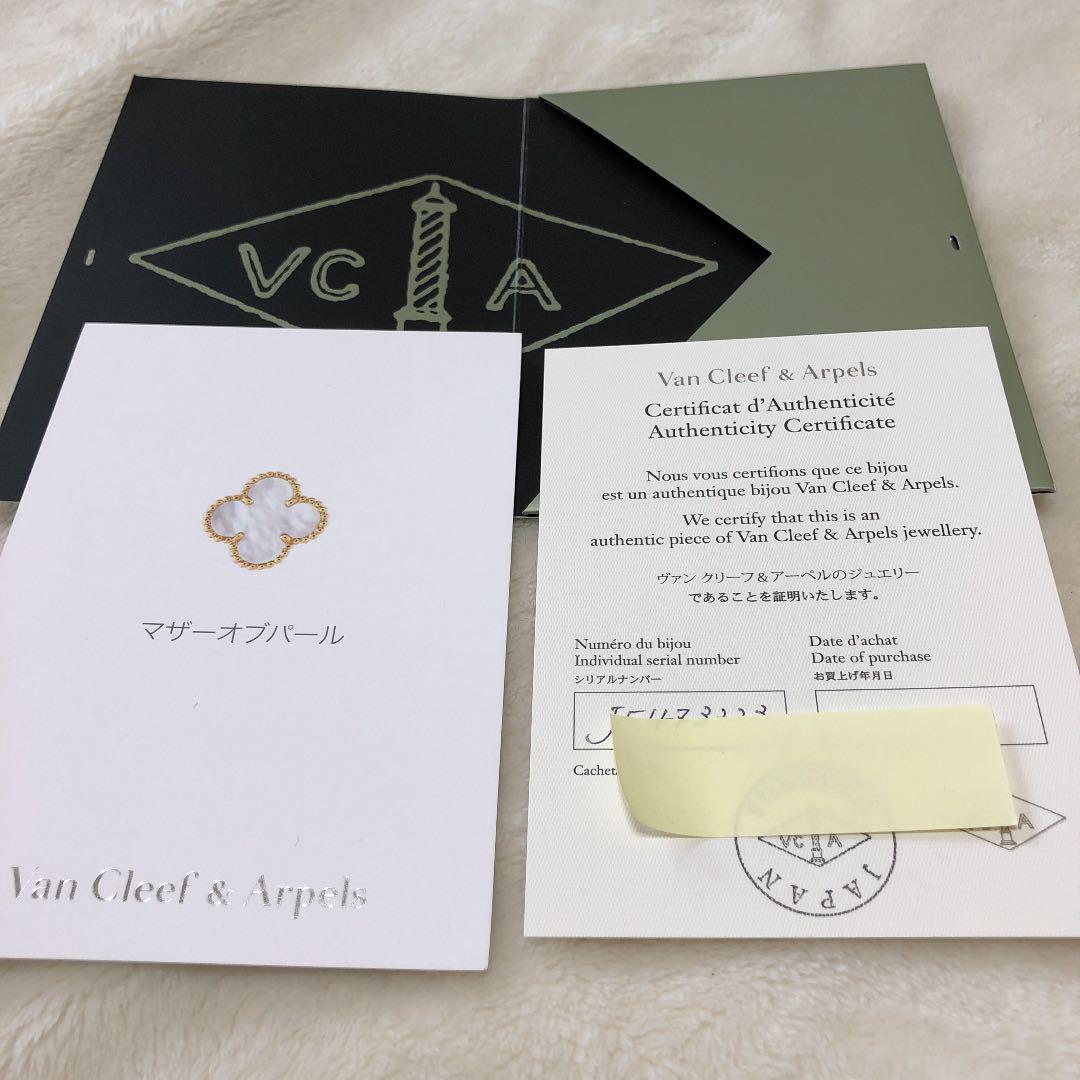 VC A
Van Cleef & Arpels
Certificat d'Authenticité
Authenticity Certificate
Nous vous certifions que ce bijou
est un authentique bijou Van Cleef & Arpels.
We certify that this is an
authentic piece of Van Cleef & Arpels jewellery.
ヴァン クリーフ&アーペルのジュエリー
であることを証明いたします。
Numéro du bijou
Individual serial number
シリアルナンバー
Date d'achat
Date of purchase
お買上げ年月日
Cachet
VC A
JAPAN
A
マザーオブパール
Van Cleef & Arpels